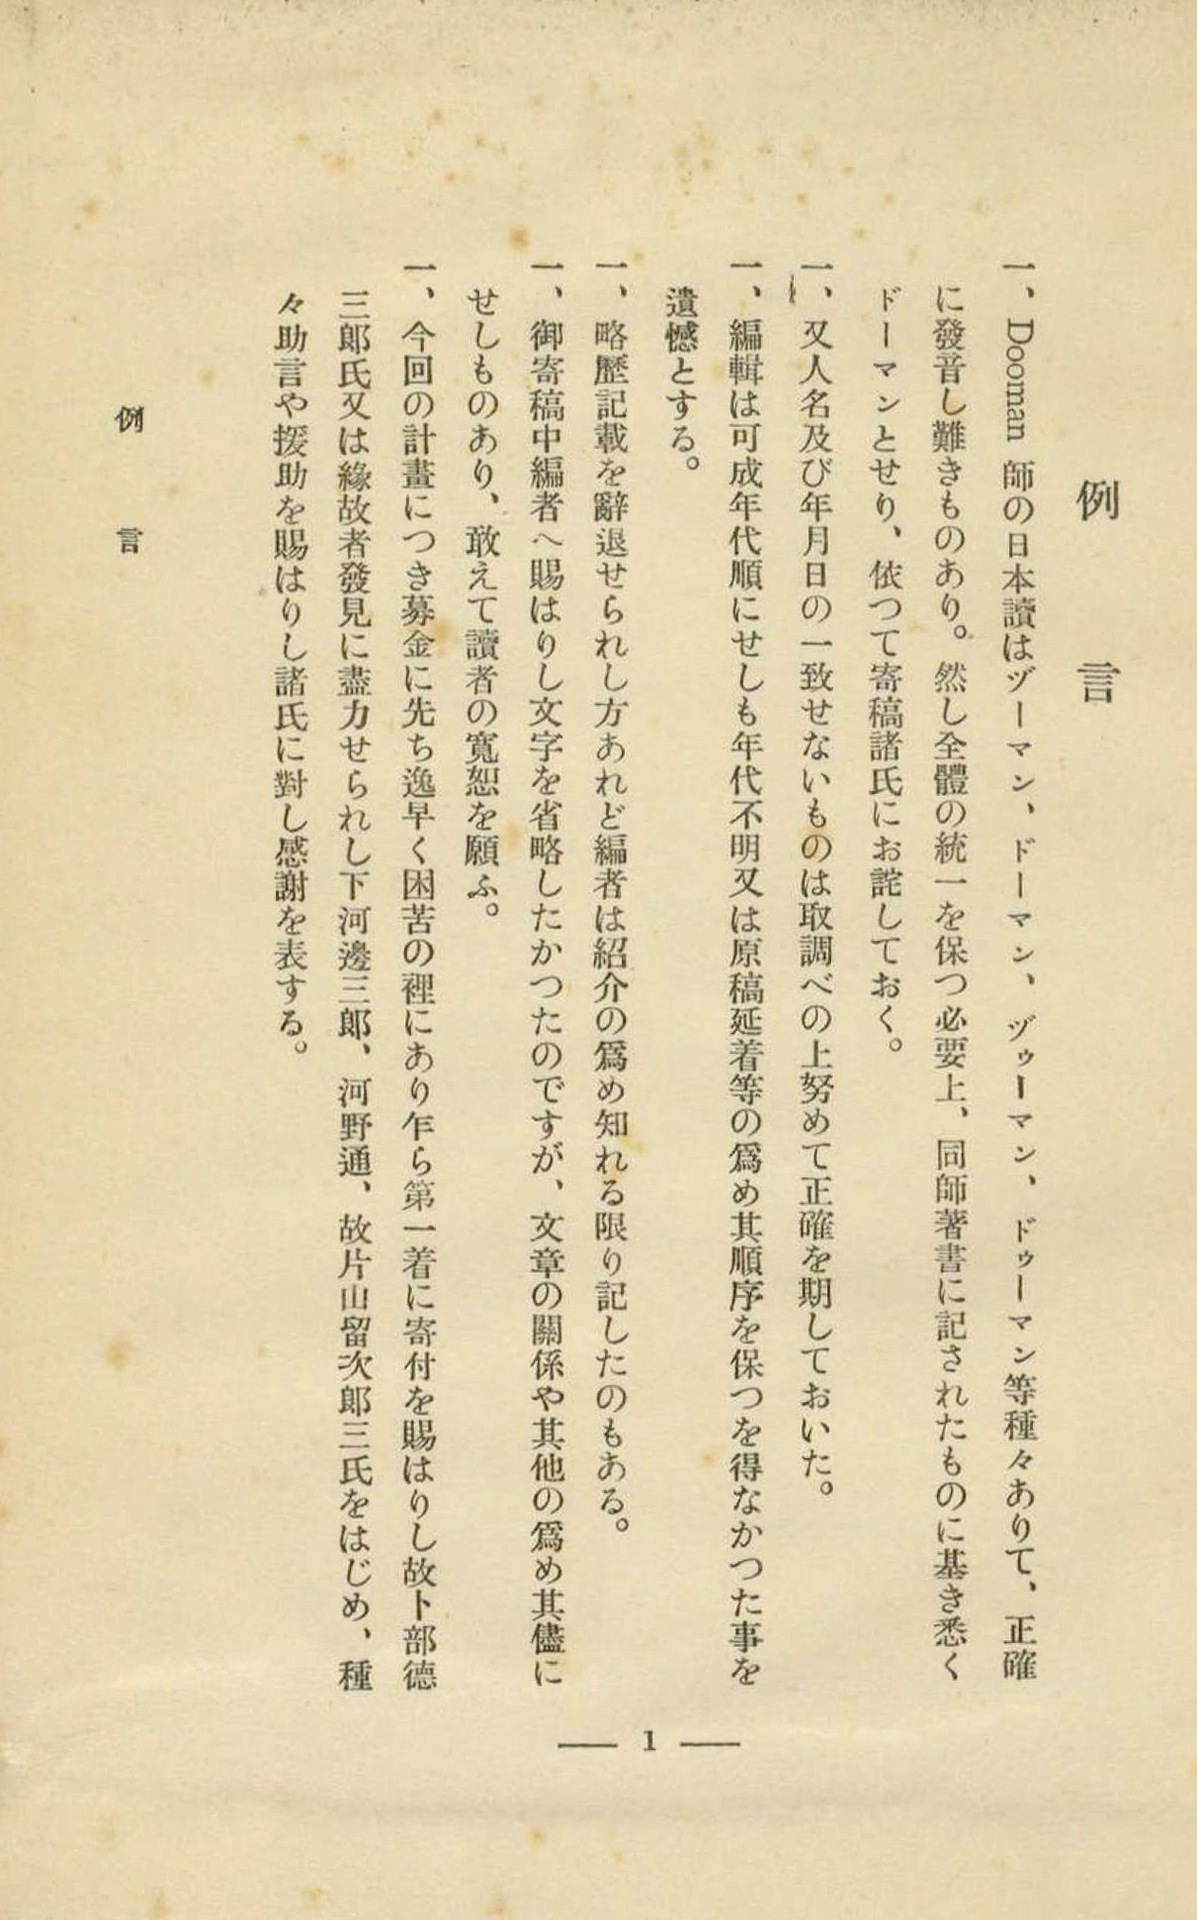 例言
一、Dooman 師の日本讀はヅーマン、ドーマン、ヅゥーマン、ドゥーマン等種々ありて、正確
に發音し難きものあり。然し全體の統一を保つ必要上、同師著書に記されたものに基き悉く
ドーマンとせり、依つて寄稿諸氏にお詫しておく。
一、又人名及び年月日の一致せないものは取調べの上努めて正確を期しておいた。
一、編輯は可成年代順にせしも年代不明又は原稿延着等の爲め其順序を保つを得なかつた事を
遺憾とする。
一、略歷記載を辭退せられし方あれど編者は紹介の爲め知れる限り記したのもある。
一、御寄稿中編者へ賜はりし文字を省略したかつたのですが、文章の關係や其他の爲め其儘に
せしものあり、敢えて讀者の寬恕を願ふ。
一、今回の計畫につき募金に先ち逸早く困苦の裡にあり乍ら第一着に寄付を賜はりし故卜部德
三郎氏又は緣故者發見に盡力せられし下河邊三郎、河野通、故片山留次郎三氏をはじめ、種
々助言や援助を賜はりし諸氏に對し感謝を表する。
例言
— 1 —